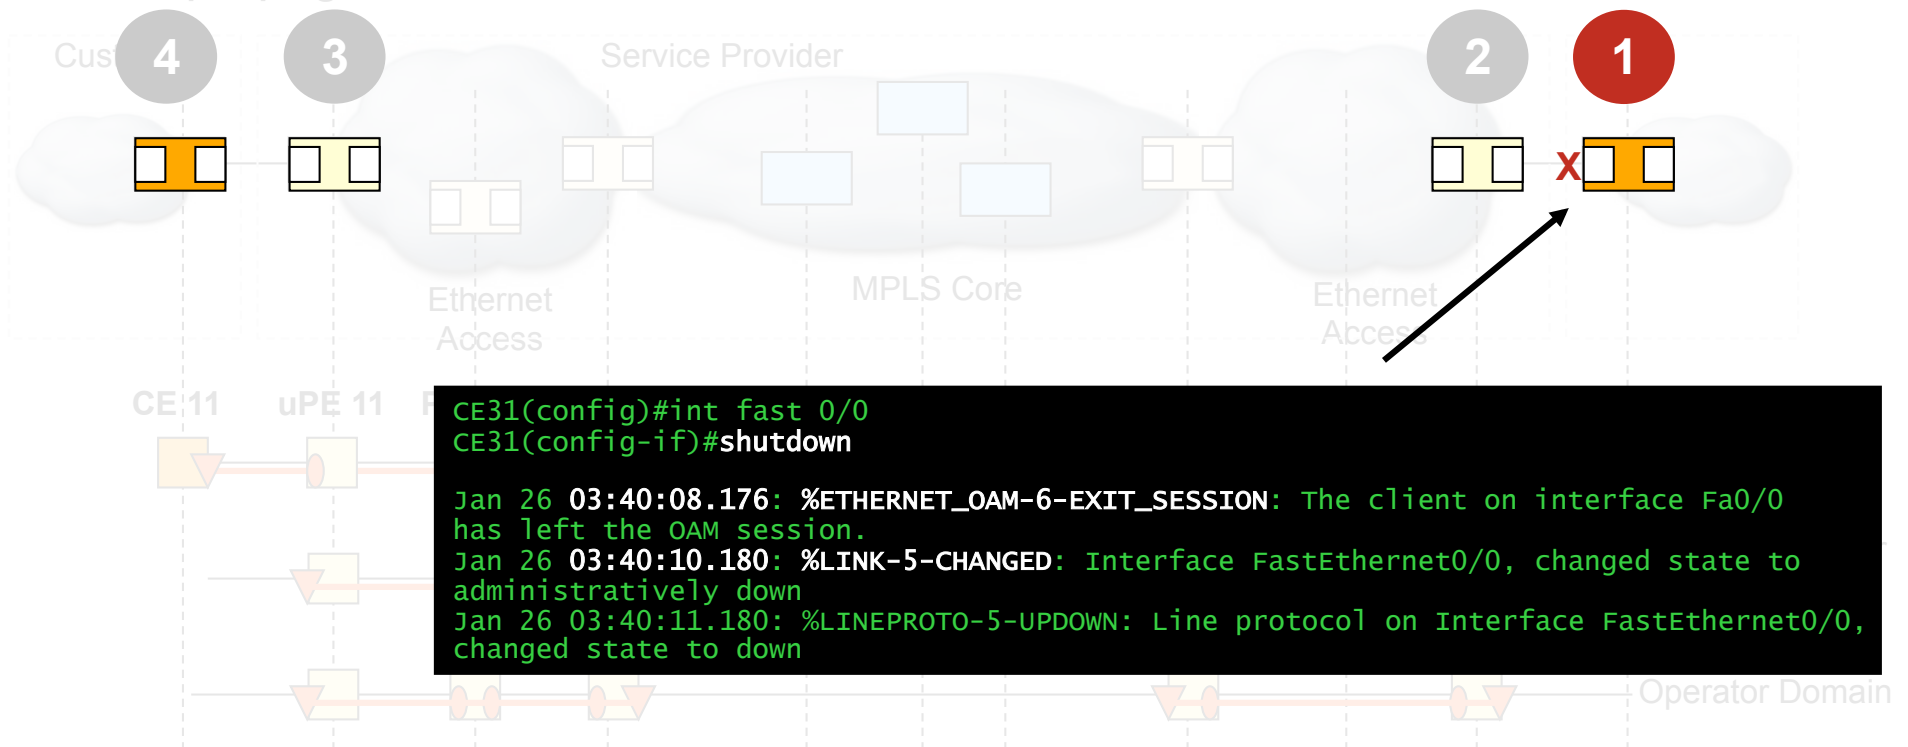 4
3
2
1
Service Provider
X
MPLS Core
Ethernet
Access
Ethernet
Access
CE 11
uPE 11
CE31(config)#int fast 0/0
CE31(config-if)#shutdown
Jan 26 03:40:08.176: %ETHERNET_OAM-6-EXIT_SESSION: The client on interface Fa0/0
has left the OAM session.
Jan 26 03:40:10.180: %LINK-5-CHANGED: Interface FastEthernet0/0, changed state to
administratively down
Jan 26 03:40:11.180: %LINEPROTO-5-UPDOWN: Line protocol on Interface FastEthernet0/0,
changed state to down
Operator Domain